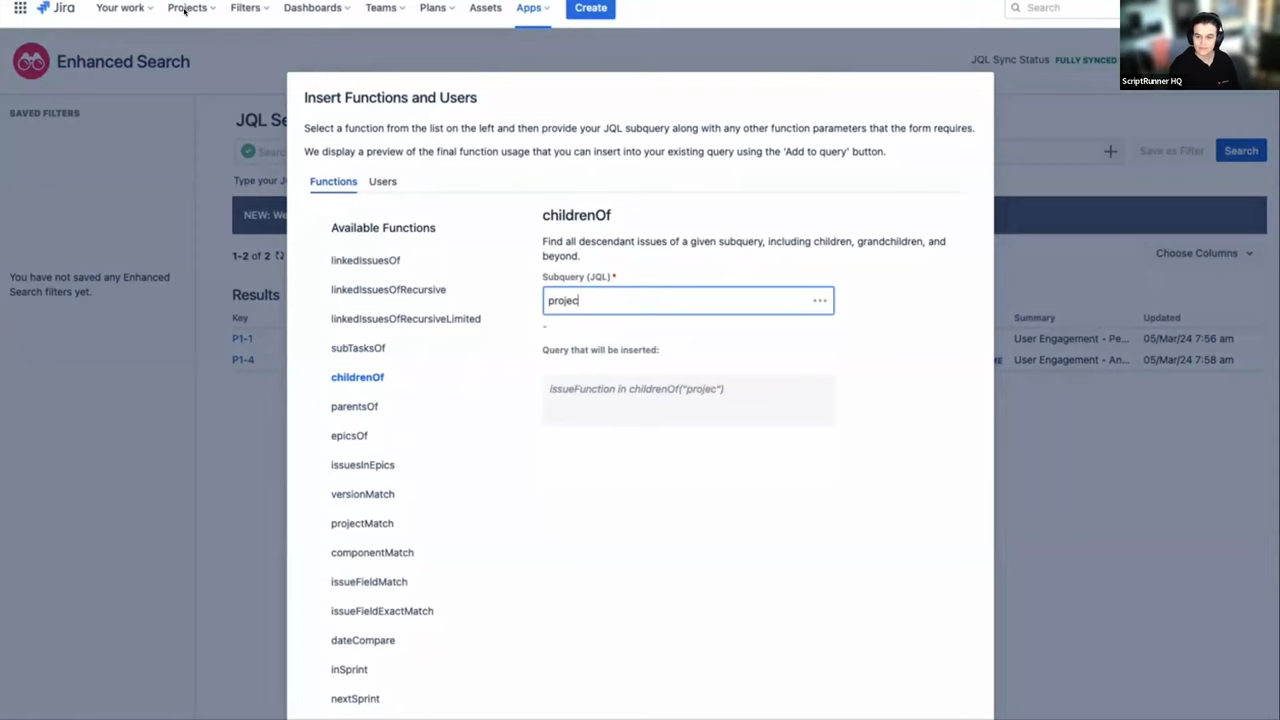 Jira
Your work
Projects
Filters
Dashboards
Teams
Plans
Assets
Apps
Create
Search
ScriptRunner HQ
Enhanced Search
JQL Sync Status FULLY SYNCED
SAVED FILTERS
You have not saved any Enhanced
Search filters yet.
JQL Se
Save as Filter
Search
Type your J
NEW: We
1-2 of 2
Choose Columns
Results
Key
Summary
Updated
P1-1
User Engagement - Pe...
05/Mar/24 7:56 am
P1-4
User Engagement - An...
05/Mar/24 7:58 am
Insert Functions and Users
Select a function from the list on the left and then provide your JQL subquery along with any other function parameters that the form requires.
We display a preview of the final function usage that you can insert into your existing query using the 'Add to query' button.
Functions
Users
Available Functions
linkedIssuesOf
linkedIssuesOfRecursive
linkedIssuesOfRecursiveLimited
subTasksOf
childrenOf
parentsOf
epicsOf
issuesInEpics
versionMatch
projectMatch
componentMatch
issueFieldMatch
issueFieldExactMatch
dateCompare
inSprint
nextSprint
childrenOf
Find all descendant issues of a given subquery, including children, grandchildren, and
beyond.
Subquery (JQL) *
projec
-
Query that will be inserted:
issueFunction in childrenOf("projec")